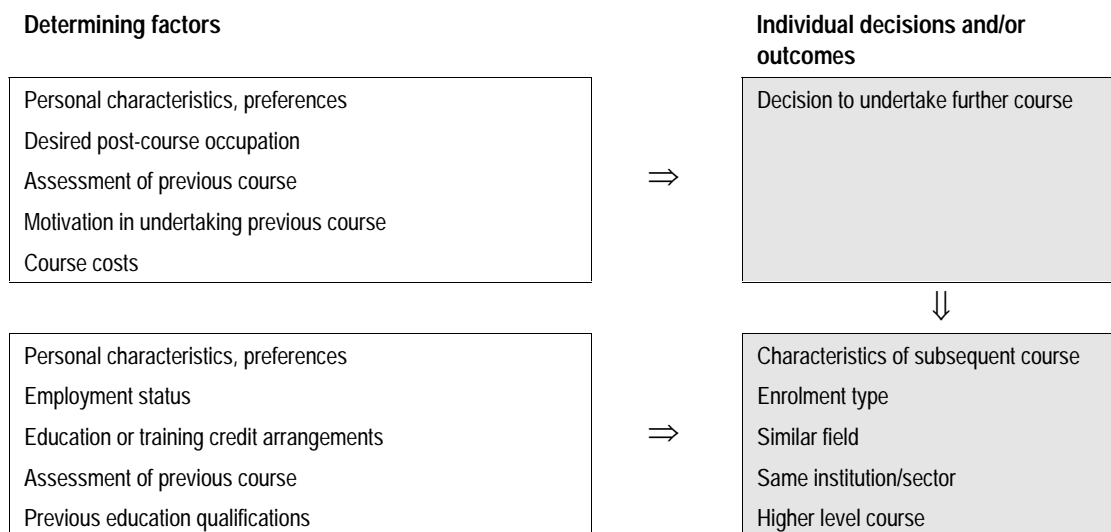 Determining factors
Individual decisions and/or
outcomes
Personal characteristics, preferences
Desired post-course occupation
Assessment of previous course
Motivation in undertaking previous course
Course costs
⇒
Decision to undertake further course
⇓
Personal characteristics, preferences
Employment status
Education or training credit arrangements
Assessment of previous course
Previous education qualifications
⇒
Characteristics of subsequent course
Enrolment type
Similar field
Same institution/sector
Higher level course